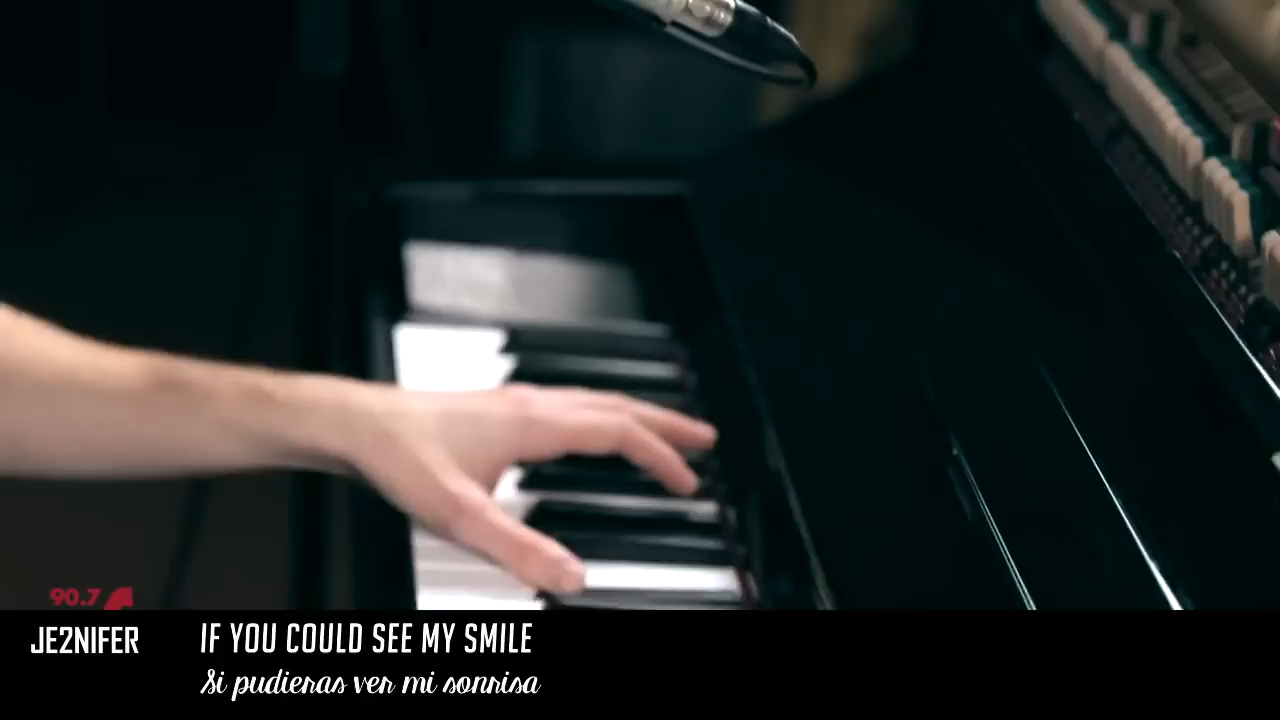 90.7
JE2NIFER
IF YOU COULD SEE MY SMILE
Si pudieras ver mi sonrisa